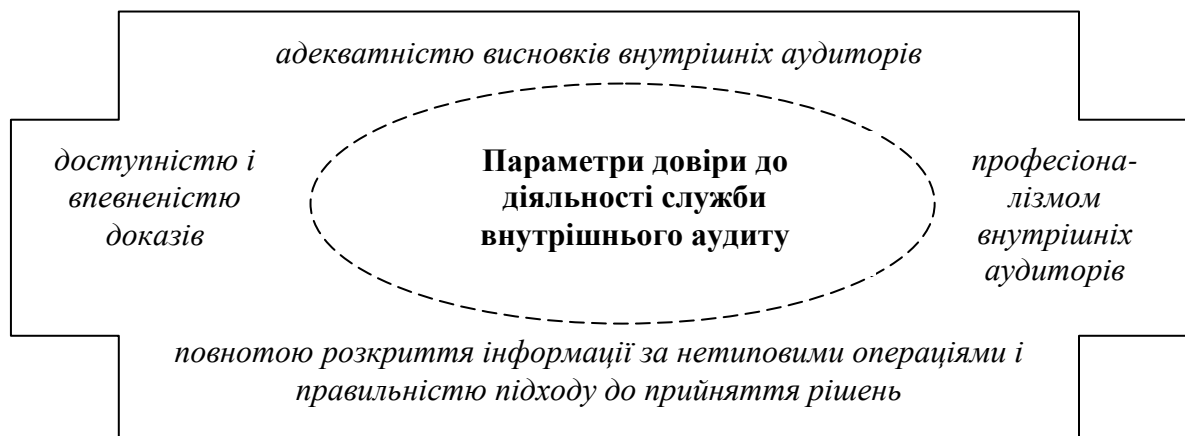 адекватністю висновків внутрішніх аудиторів
доступністю і
впевненістю
доказів
Параметри довіри до
діяльності служби
внутрішнього аудиту
професіона-
лізмом
внутрішніх
аудиторів
повнотою розкриття інформації за нетиповими операціями і
правильністю підходу до прийняття рішень